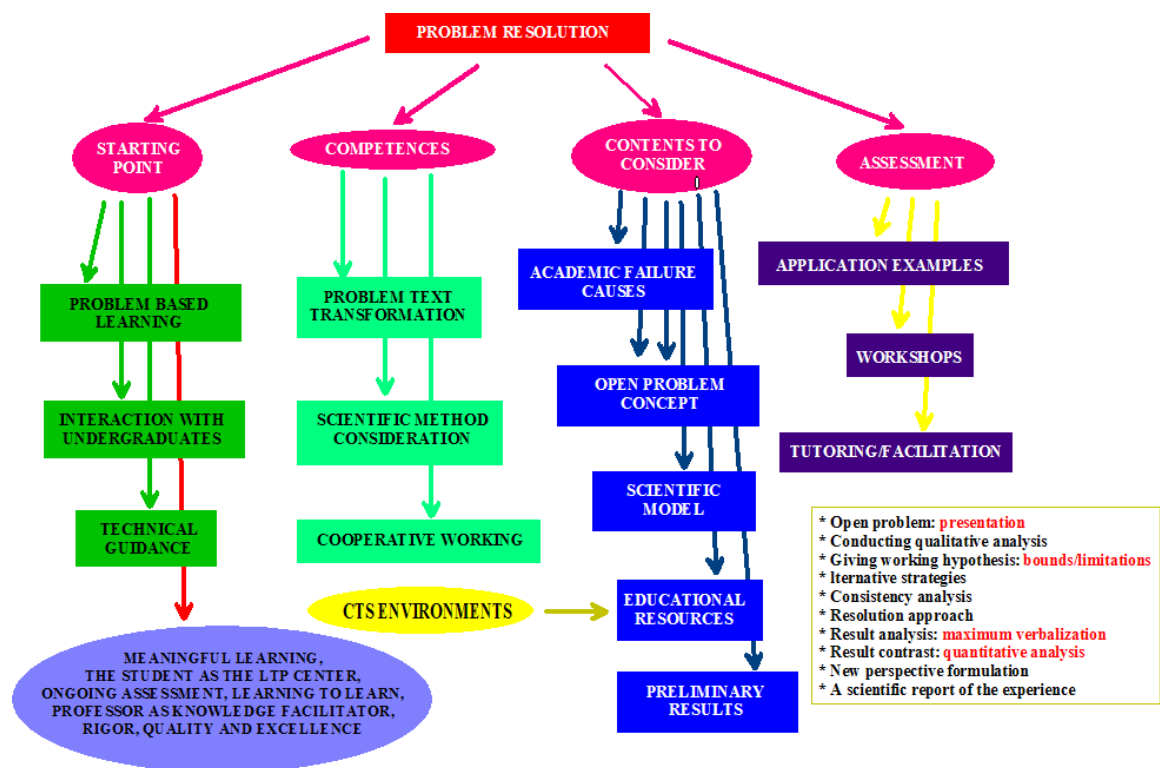 PROBLEM RESOLUTION
STARTING
POINT
COMPETENCES
CONTENTS TO
CONSIDER
ASSESSMENT
PROBLEM BASED
LEARNING
INTERACTION WITH
UNDERGRADUATES
TECHNICAL
GUIDANCE
MEANINGFUL LEARNING,
THE STUDENT AS THE LTP CENTER,
ONGOING ASSESSMENT, LEARNING TO LEARN,
PROFESSOR AS KNOWLEDGE FACILITATOR,
RIGOR, QUALITY AND EXCELLENCE
PROBLEM TEXT
TRANSFORMATION
SCIENTIFIC METHOD
CONSIDERATION
COOPERATIVE WORKING
CTS ENVIRONMENTS
ACADEMIC FAILURE
CAUSES
OPEN PROBLEM
CONCEPT
SCIENTIFIC
MODEL
EDUCATIONAL
RESOURCES
PRELIMINARY
RESULTS
APPLICATION EXAMPLES
WORKSHOPS
TUTORING/FACILITATION
* Open problem: presentation
* Conducting qualitative analysis
* Giving working hypothesis: bounds/limitations
* lternative strategies
* Consistency analysis
* Resolution approach
* Result analysis: maximum verbalization
* Result contrast: quantitative analysis
* New perspective formulation
* A scientific report of the experience